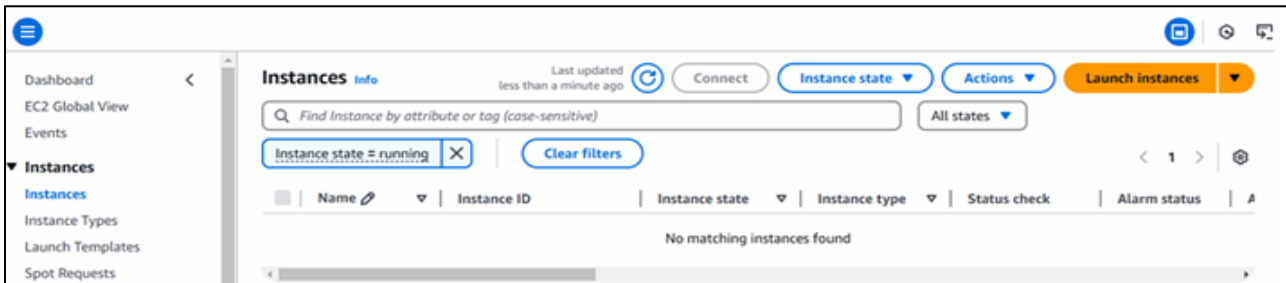 Dashboard
EC2 Global View
Events
Instances
Instances
Instance Types
Launch Templates
Spot Requests
Instances Info
Last updated
less than a minute ago
Connect
Instance state
Actions
Launch instances
Find Instance by attribute or tag (case-sensitive)
All states
Instance state = running
Clear filters
1
Name Instance ID Instance state Instance type Status check Alarm status A
No matching instances found